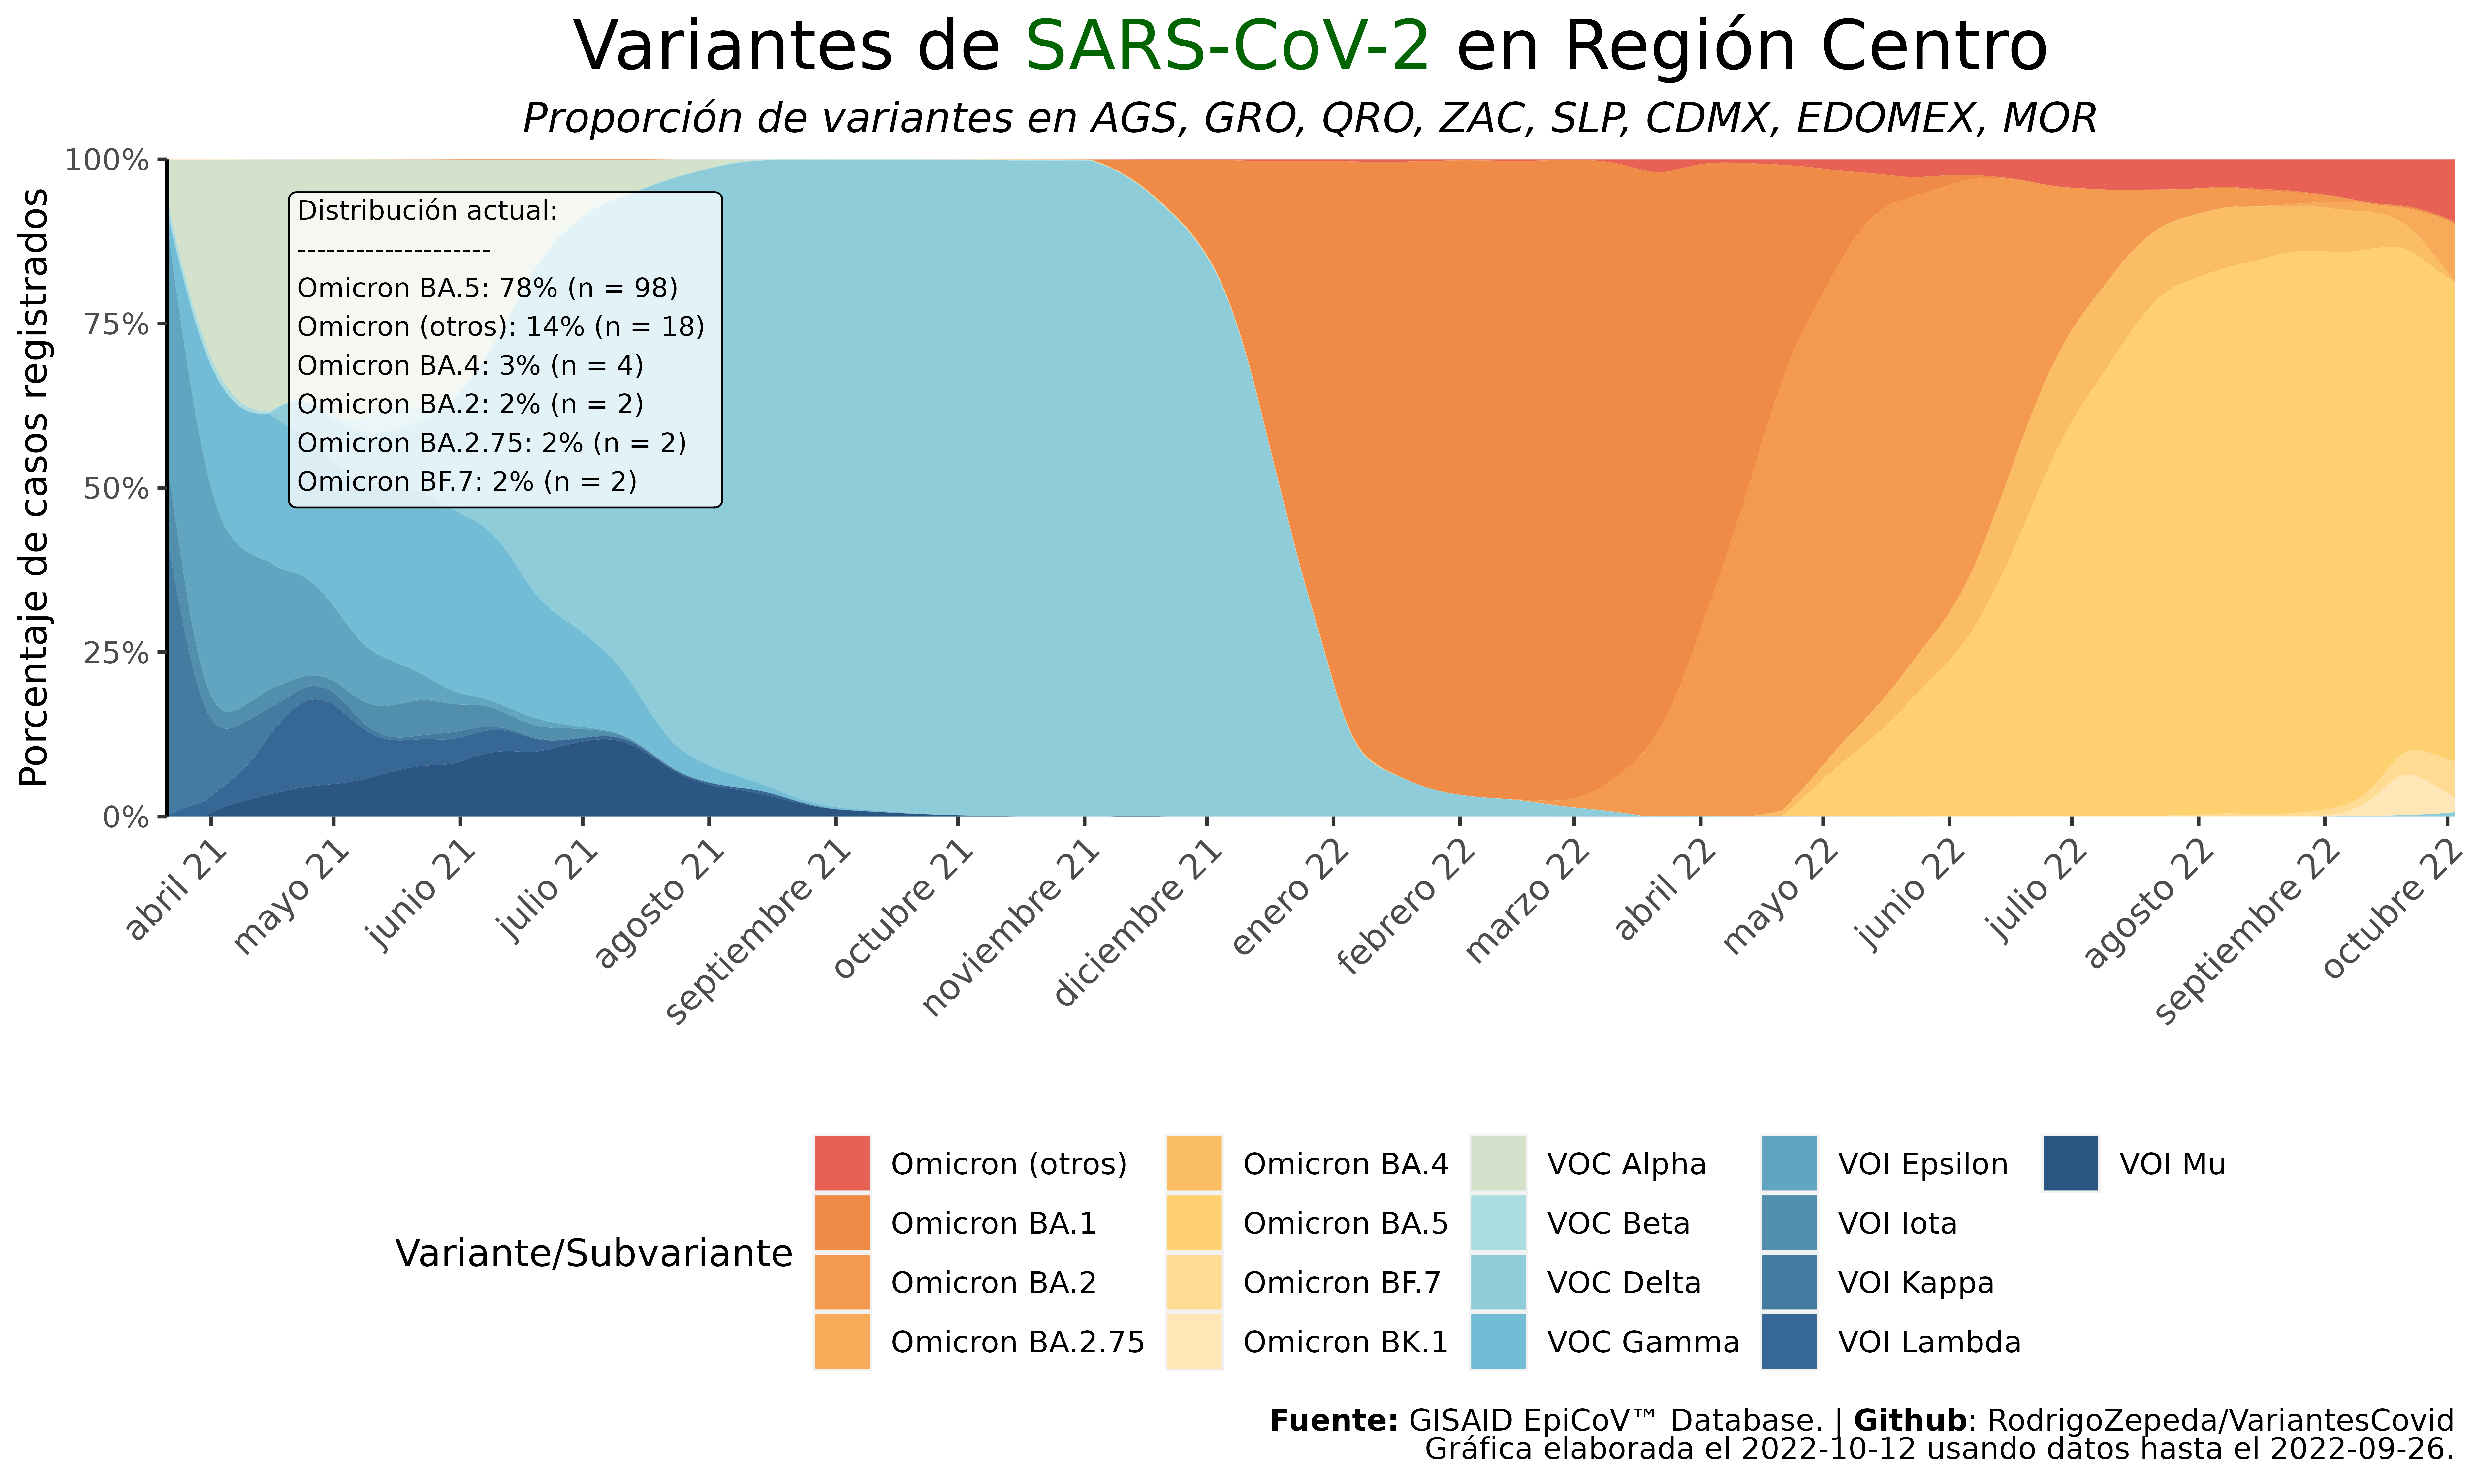 Variantes de SARS-CoV-2 en Región Centro
Proporción de variantes en AGS, GRO, QRO, ZAC, SLP, CDMX, EDOMEX, MOR
Porcentaje de casos registrados
100%
75%
50%
25%
0%
Distribución actual:
--------------------
Omicron BA.5: 78% (n = 98)
Omicron (otros): 14% (n = 18)
Omicron BA.4: 3% (n = 4)
Omicron BA.2: 2% (n = 2)
Omicron BA.2.75: 2% (n = 2)
Omicron BF.7: 2% (n = 2)
abril 21
mayo 21
junio 21
julio 21
agosto 21
septiembre 21
octubre 21
noviembre 21
diciembre 21
enero 22
febrero 22
marzo 22
abril 22
mayo 22
junio 22
julio 22
agosto 22
septiembre 22
octubre 22
Variante/Subvariante
Omicron (otros)
Omicron BA.1
Omicron BA.2
Omicron BA.2.75
Omicron BA.4
Omicron BA.5
Omicron BF.7
Omicron BK.1
VOC Alpha
VOC Beta
VOC Delta
VOC Gamma
VOI Epsilon
VOI Iota
VOI Kappa
VOI Lambda
VOI Mu
Fuente: GISAID EpiCoV™ Database. | Github: RodrigoZepeda/VariantesCovid
Gráfica elaborada el 2022-10-12 usando datos hasta el 2022-09-26.